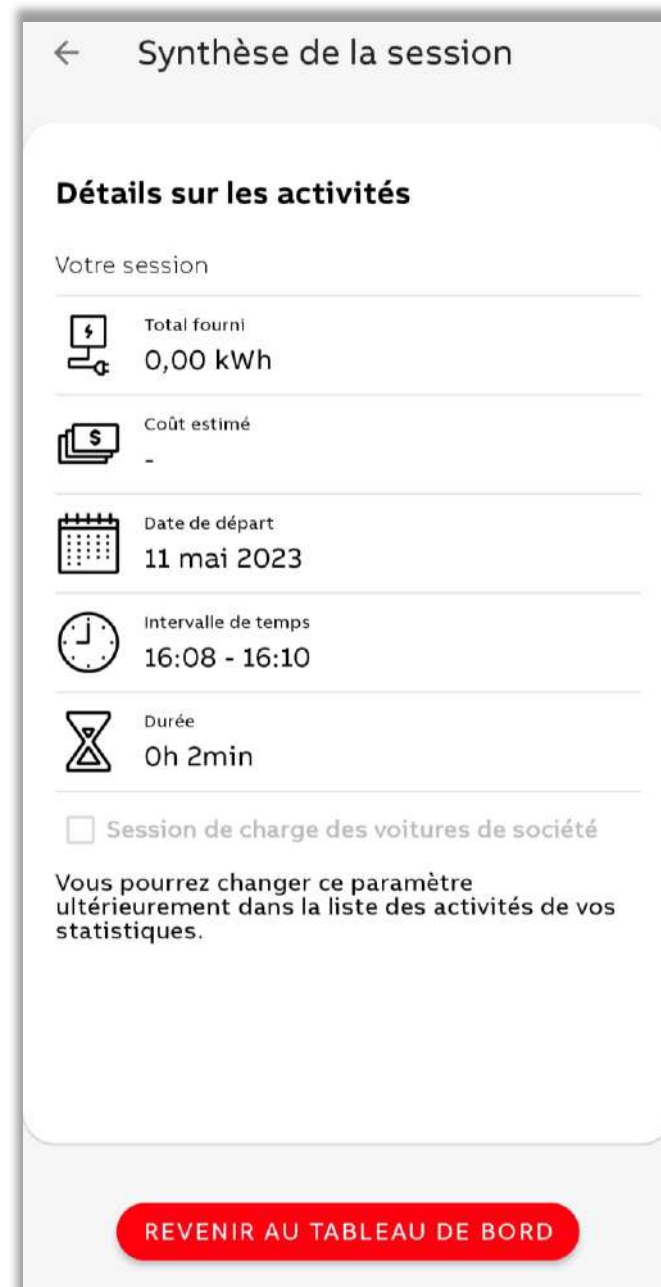 Synthèse de la session
Détails sur les activités
Votre session
Total fourni
0,00 kWh
$
Coût estimé
-
Date de départ
11 mai 2023
Intervalle de temps
16:08 - 16:10
Durée
0h 2min
Session de charge des voitures de société
Vous pourrez changer ce paramètre
ultérieurement dans la liste des activités de vos
statistiques.
REVENIR AU TABLEAU DE BORD